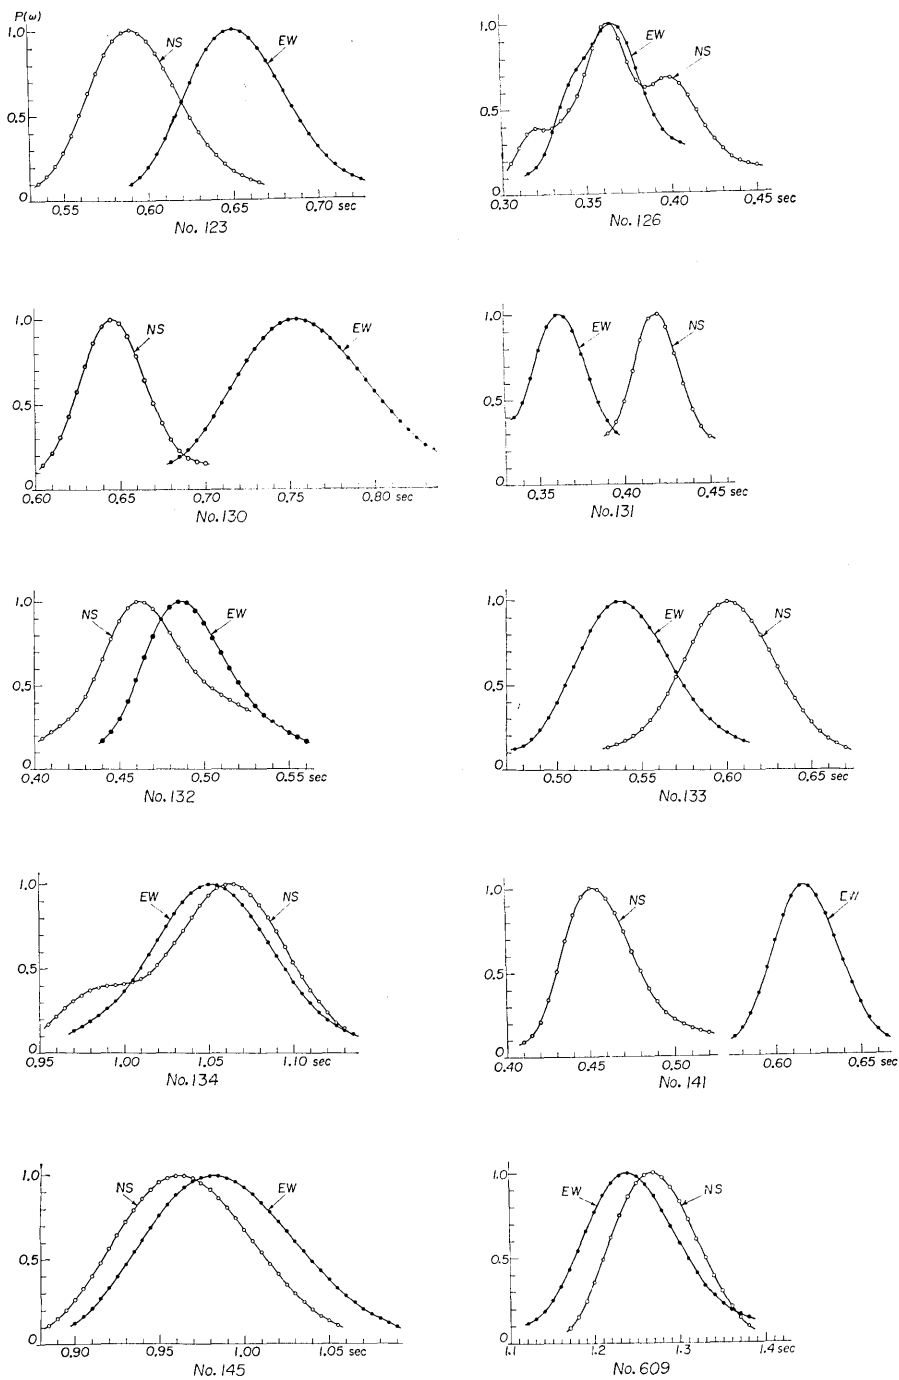 P(ω)
1.0
0.5
0
NS
EW
0.55 0.60 0.65 0.70 sec
No. 123
1.0
0.5
0
EW
NS
0.30 0.35 0.40 0.45 sec
No. 126
1.0
0.5
0
NS
EW
0.60 0.65 0.70 0.75 0.80 sec
No. 130
1.0
0.5
0
EW
NS
0.35 0.40 0.45 sec
No. 131
1.0
0.5
0
NS
EW
0.40 0.45 0.50 0.55 sec
No. 132
1.0
0.5
0
EW
NS
0.50 0.55 0.60 0.65 sec
No. 133
1.0
0.5
0
EW
NS
0.95 1.00 1.05 1.10 sec
No. 134
1.0
0.5
0
NS
EW
0.40 0.45 0.50 0.60 0.65 sec
No. 141
1.0
0.5
0
NS
EW
0.90 0.95 1.00 1.05 sec
No. 145
1.0
0.5
0
EW
NS
1.1 1.2 1.3 1.4 sec
No. 609